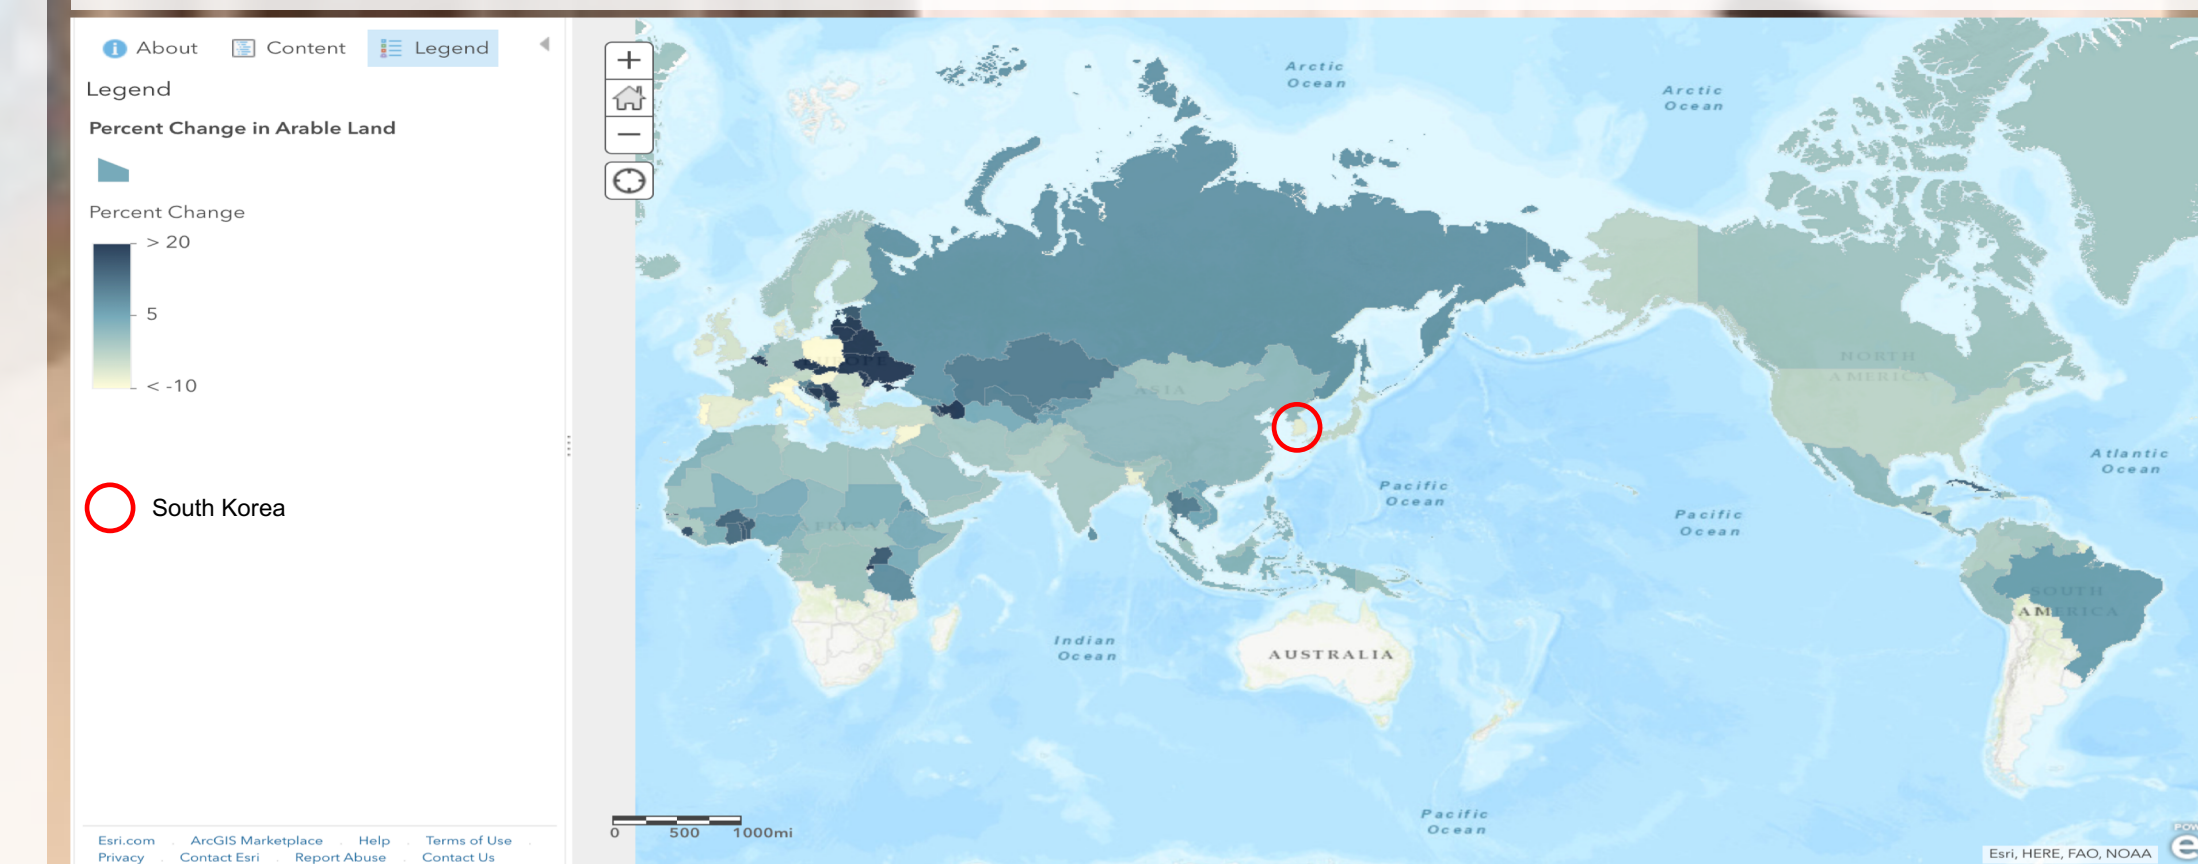 About Content Legend
Legend
Percent Change in Arable Land
Percent Change
> 20
5
< -10
South Korea
Esri.com ArcGIS Marketplace Help Terms of Use
Privacy Contact Esri Report Abuse Contact Us
+
−
Arctic
Ocean
Arctic
Ocean
NORTH
AMERICA
ASIA
Atlantic
Ocean
Pacific
Ocean
Pacific
Ocean
AFRICA
SOUTH
AMERICA
Indian
Ocean
AUSTRALIA
Pacific
Ocean
0 500 1000mi
Esri, HERE, FAO, NOAA